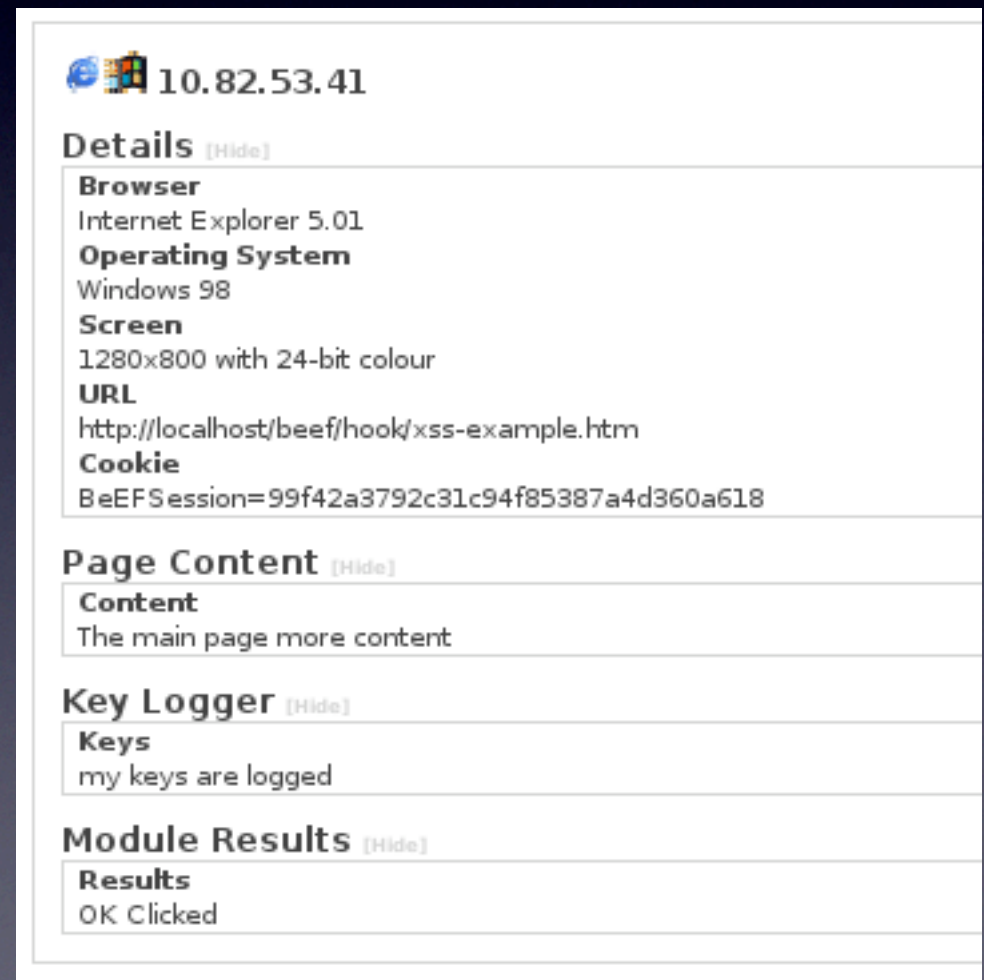 10.82.53.41
Details [Hide]
Browser
Internet Explorer 5.01
Operating System
Windows 98
Screen
1280x800 with 24-bit colour
URL
http://localhost/beef/hook/xss-example.htm
Cookie
BeEFSession=99f42a3792c31c94f85387a4d360a618
Page Content [Hide]
Content
The main page more content
Key Logger [Hide]
Keys
my keys are logged
Module Results [Hide]
Results
OK Clicked